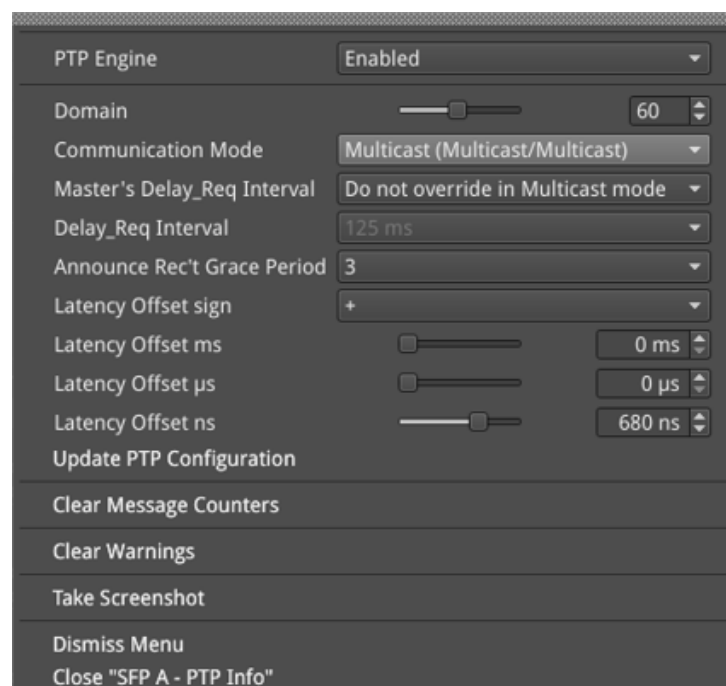 PTP Engine Enabled
Domain 60
Communication Mode Multicast (Multicast/Multicast)
Master's Delay_Req Interval Do not override in Multicast mode
Delay_Req Interval 125 ms
Announce Rec't Grace Period 3
Latency Offset sign +
Latency Offset ms 0 ms
Latency Offset µs 0 µs
Latency Offset ns 680 ns
Update PTP Configuration
Clear Message Counters
Clear Warnings
Take Screenshot
Dismiss Menu
Close "SFP A - PTP Info"